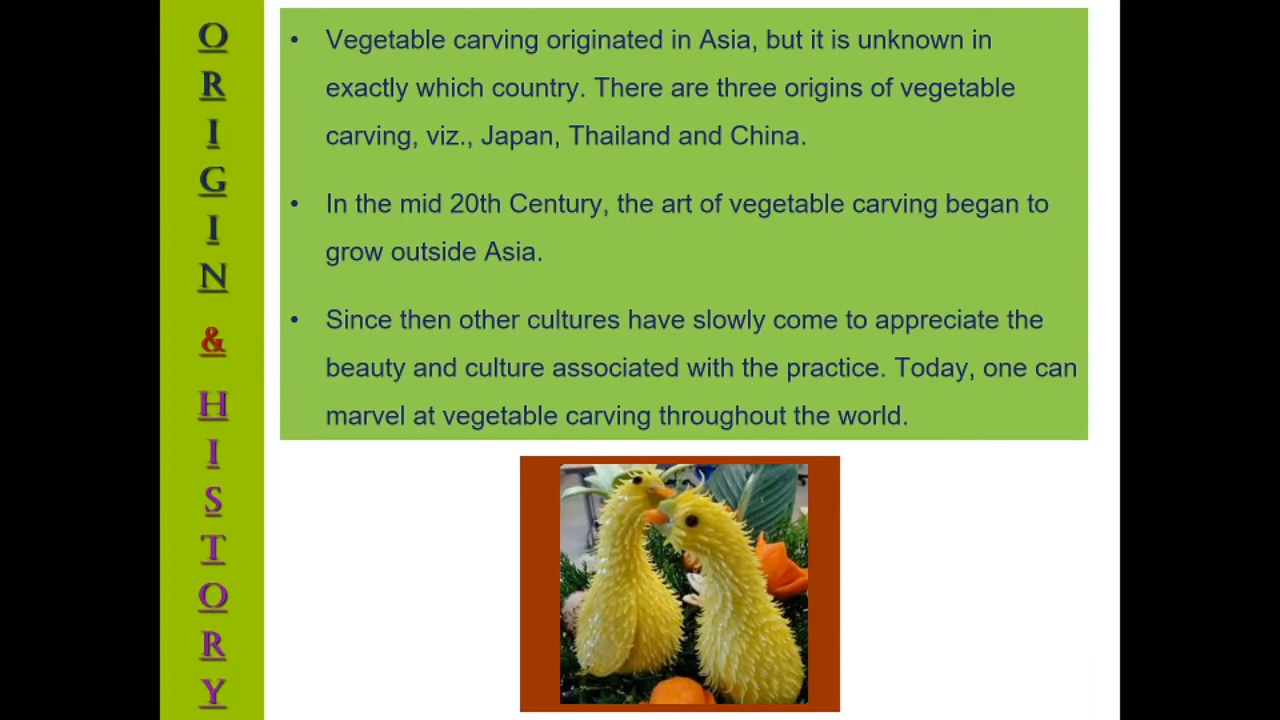 ORIGIN & HISTORY
• Vegetable carving originated in Asia, but it is unknown in
exactly which country. There are three origins of vegetable
carving, viz., Japan, Thailand and China.
• In the mid 20th Century, the art of vegetable carving began to
grow outside Asia.
• Since then other cultures have slowly come to appreciate the
beauty and culture associated with the practice. Today, one can
marvel at vegetable carving throughout the world.